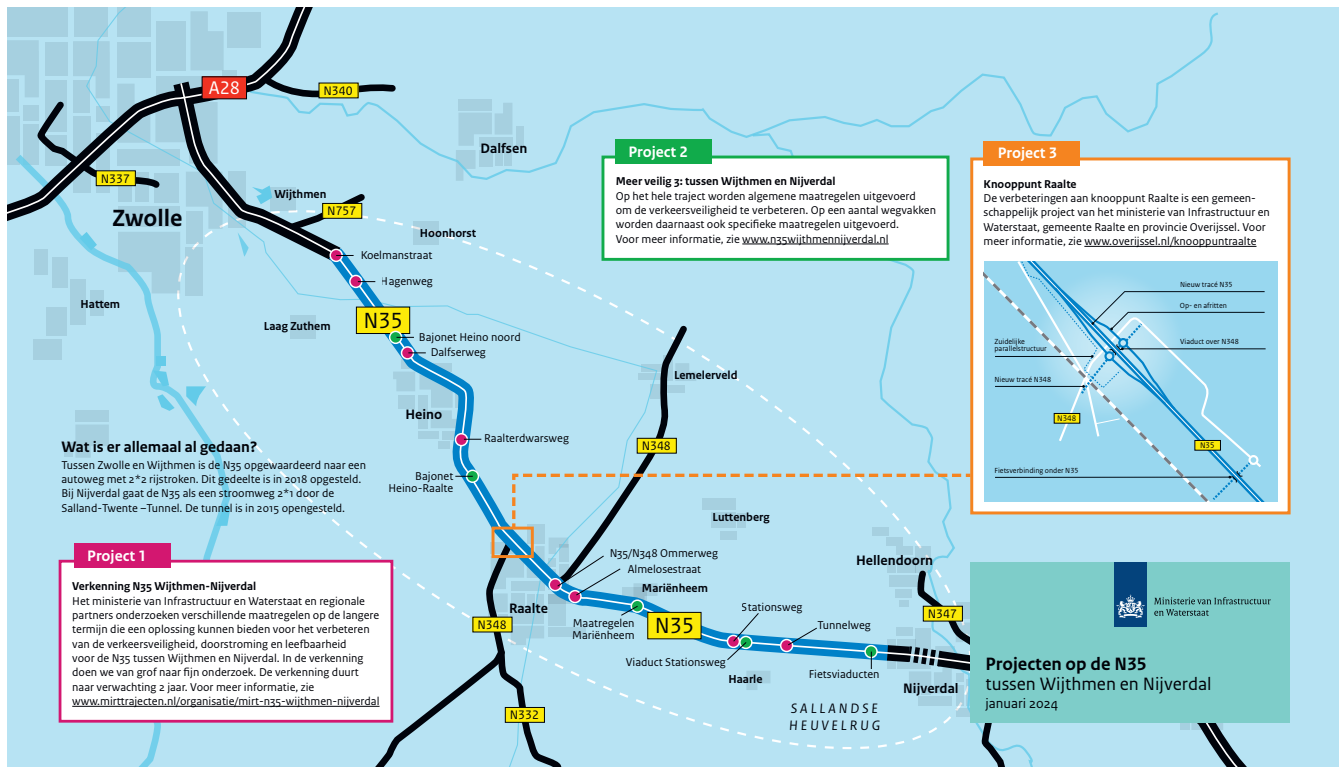 A28
N340
Dalfsen
N337
Zwolle
Wijthmen
N757
Hoonhorst
Koelmanstraat
Hagenweg
Hattem
Laag Zuthem
N35
Bajonet Heino noord
Dalfserweg
Lemelerveld
Heino
Raalterdwarsweg
N348
Bajonet
Heino-Raalte
Luttenberg
N35/N348 Ommerweg
Almelosestraat
Mariënheem
Hellendoorn
Raalte
Stationsweg
N347
N348
Maatregelen
Mariënheem
N35
Tunnelweg
Viaduct Stationsweg
Haarle
Fietsviaducten
Nijverdal
N332
SALLANDSE
HEUVELRUG
Wat is er allemaal al gedaan?
Tussen Zwolle en Wijthmen is de N35 opgewaardeerd naar een
autoweg met 2*2 rijstroken. Dit gedeelte is in 2018 opgesteld.
Bij Nijverdal gaat de N35 als een stroomweg 2*1 door de
Salland-Twente –Tunnel. De tunnel is in 2015 opengesteld.
Project 1
Verkenning N35 Wijthmen-Nijverdal
Het ministerie van Infrastructuur en Waterstaat en regionale
partners onderzoeken verschillende maatregelen op de langere
termijn die een oplossing kunnen bieden voor het verbeteren
van de verkeersveiligheid, doorstroming en leefbaarheid
voor de N35 tussen Wijthmen en Nijverdal. In de verkenning
doen we van grof naar fijn onderzoek. De verkenning duurt
naar verwachting 2 jaar. Voor meer informatie, zie
www.mirttrajecten.nl/organisatie/mirt-n35-wijthmen-nijverdal
Project 2
Meer veilig 3: tussen Wijthmen en Nijverdal
Op het hele traject worden algemene maatregelen uitgevoerd
om de verkeersveiligheid te verbeteren. Op een aantal wegvakken
worden daarnaast ook specifieke maatregelen uitgevoerd.
Voor meer informatie, zie www.n35wijthmennijverdal.nl
Project 3
Knooppunt Raalte
De verbeteringen aan knooppunt Raalte is een gemeen-
schappelijk project van het ministerie van Infrastructuur en
Waterstaat, gemeente Raalte en provincie Overijssel. Voor
meer informatie, zie www.overijssel.nl/knooppuntraalte
Nieuw tracé N35
Op- en afritten
Zuidelijke
parallelstructuur
Viaduct over N348
Nieuw tracé N348
N348
N35
Fietsverbinding onder N35
Ministerie van Infrastructuur
en Waterstaat
Projecten op de N35
tussen Wijthmen en Nijverdal
januari 2024